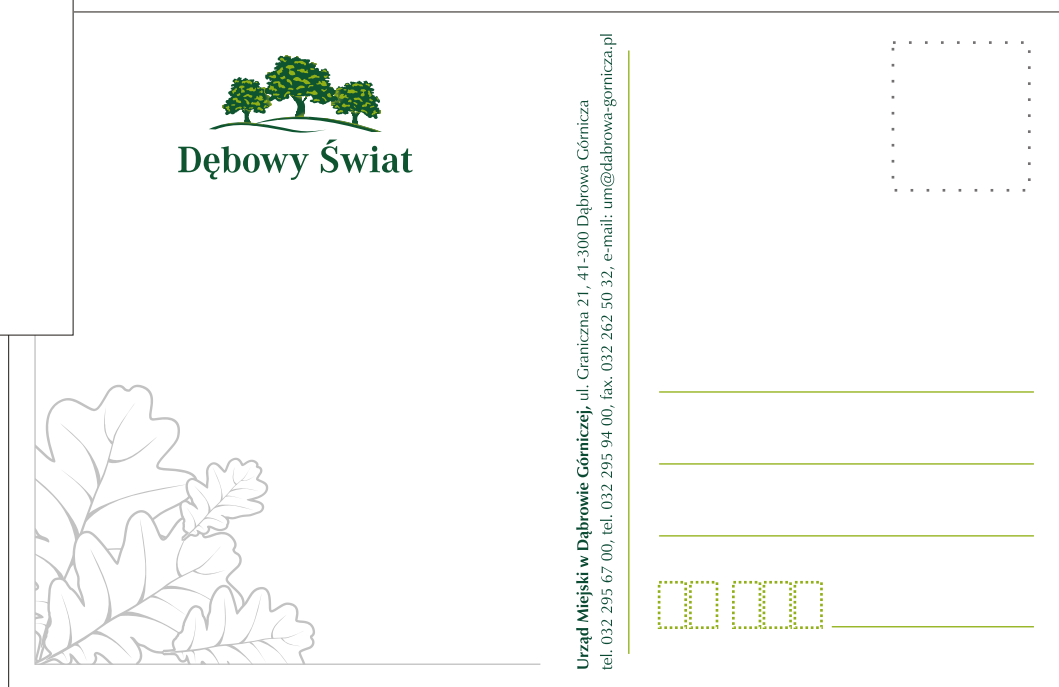 Dębowy Świat
Urząd Miejski w Dąbrowie Górniczej, ul. Graniczna 21, 41-300 Dąbrowa Górnicza
tel. 032 295 67 00, tel. 032 295 94 00, fax. 032 262 50 32, e-mail: um@dabrowa-gornicza.pl